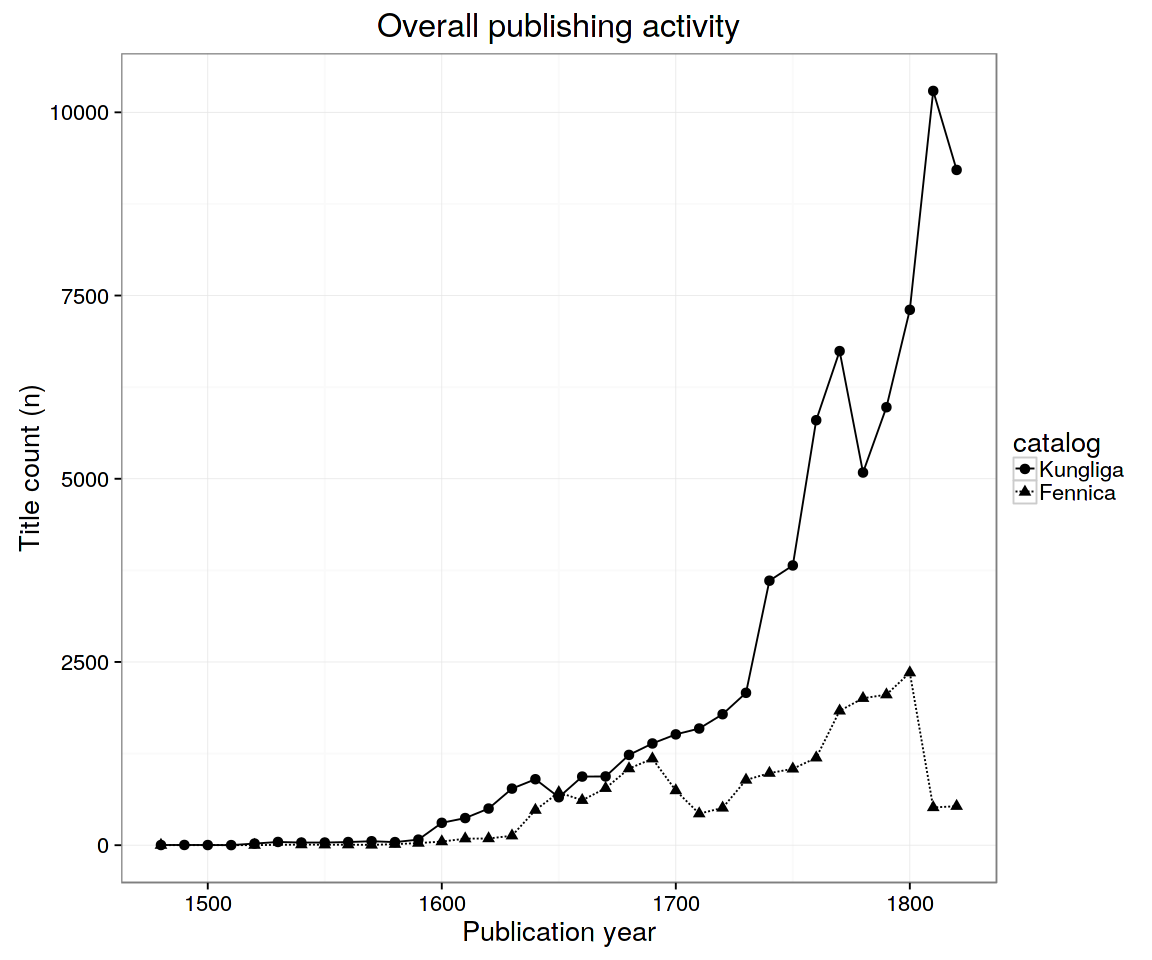 Overall publishing activity
10000
7500
5000
2500
0
Title count (n)
1500 1600 1700 1800
Publication year
catalog
Kungliga
Fennica